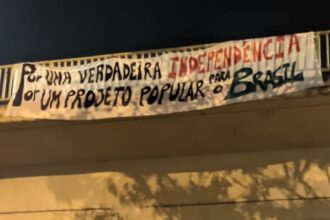 POR UMA VERDADEIRA INDEPENDÊNCIA
POR UM PROJETO POPULAR PARA O BRASIL